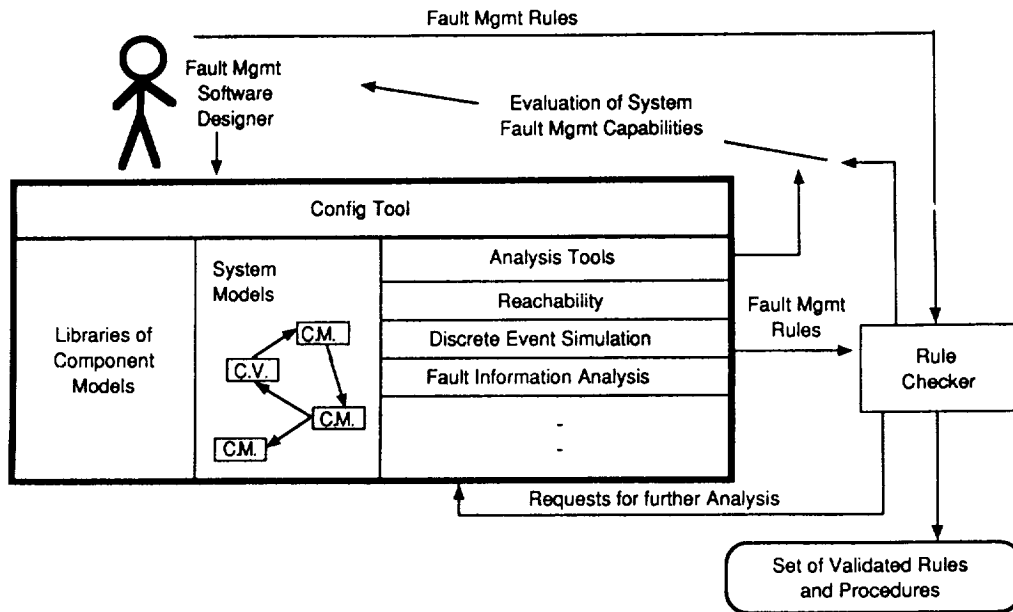 Fault Mgmt Rules
Fault Mgmt
Software
Designer
Evaluation of System
Fault Mgmt Capabilities
Config Tool
Libraries of
Component
Models
System
Models
C.M.
C.V.
C.M.
C.M.
Analysis Tools
Reachability
Discrete Event Simulation
Fault Information Analysis
-
-
Fault Mgmt
Rules
Rule
Checker
Requests for further Analysis
Set of Validated Rules
and Procedures